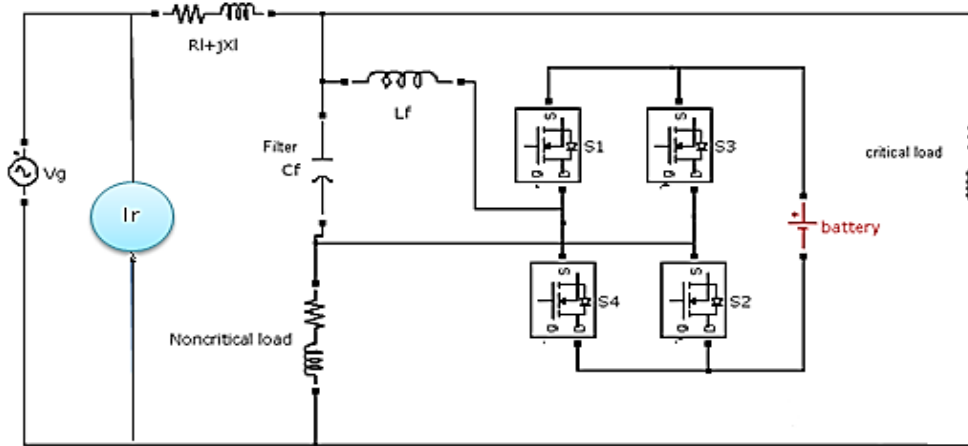 Rl+jXl
Lf
Filter
Cf
Vg
Ir
S
S1
S
S3
critical load
battery
S
S4
S
S2
Noncritical load